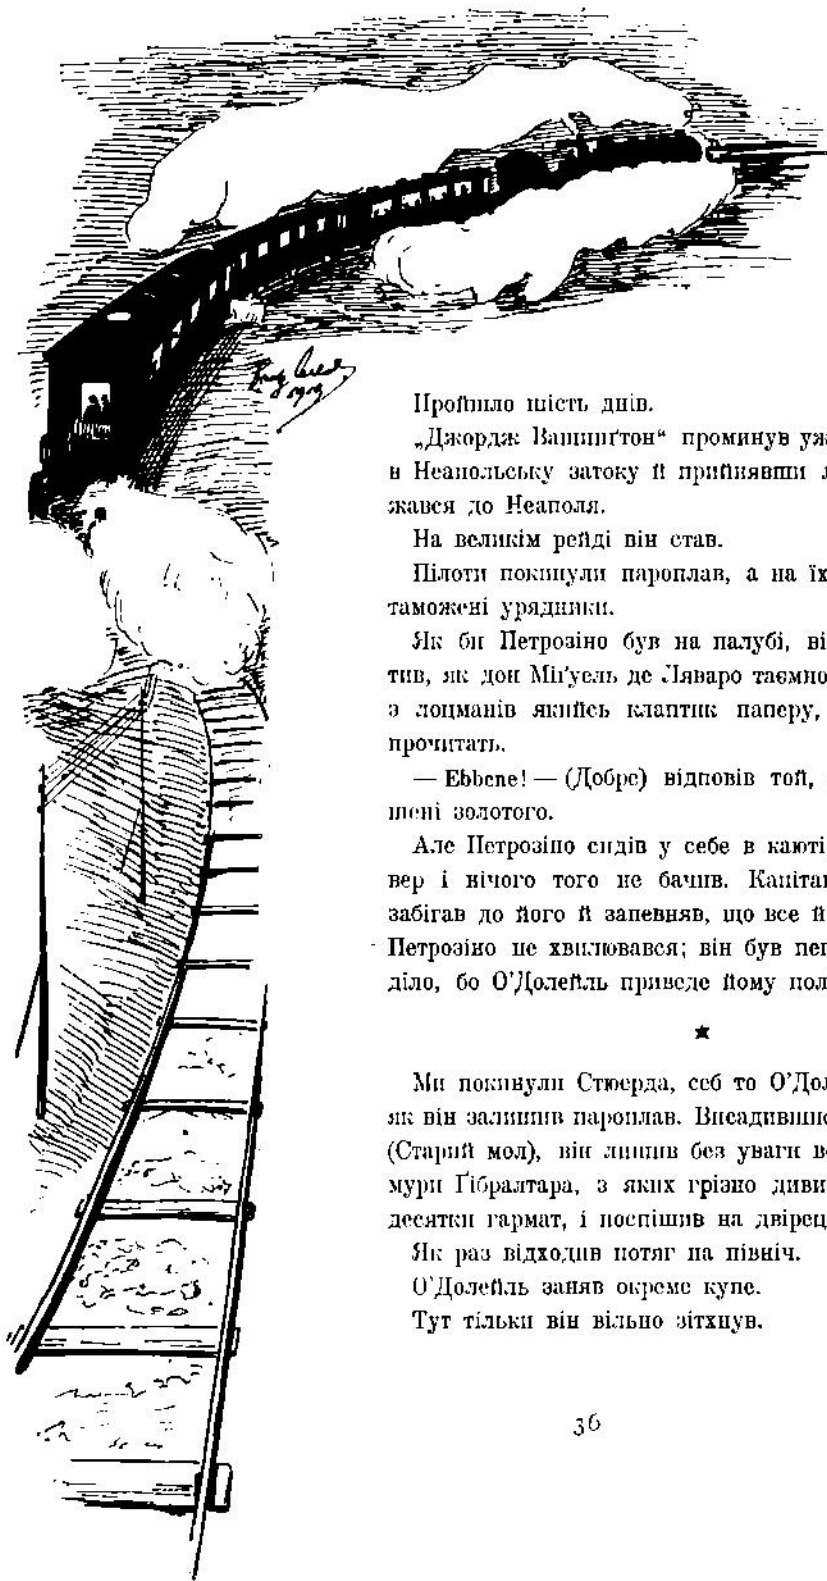 1919
Пройшло шість днів.
„Джордж Вашинґтон“ проминув уж
в Неапольську затоку й прийнявши л
жався до Неаполя.
На великім рейді він став.
Пілоти покинули пароплав, а на їх
таможені урядники.
Як би Петрозіно був на палубі, ві
тив, як дон Міґуель де Ляваро таємно
з лоцманів якийсь клаптик паперу,
прочитать.
— Ebbene! — (Добре) відповів той,
шені золотого.
Але Петрозіно сидів у себе в каюті
вер і нічого того не бачив. Капітан
забігав до його й запевняв, що все й
Петрозіно не хвилювався; він був пег
діло, бо О'Долейль приведе йому пол
★
Ми покинули Стюерда, себ то О'Дол
як він залишив пароплав. Висадивши
(Старий мол), він лишив без уваги в
мури Ґібралтара, з яких грізно диви
десятки гармат, і поспішив на двірец
Як раз відходив потяг на північ.
О'Долейль заняв окреме купе.
Тут тільки він вільно зітхнув.
36